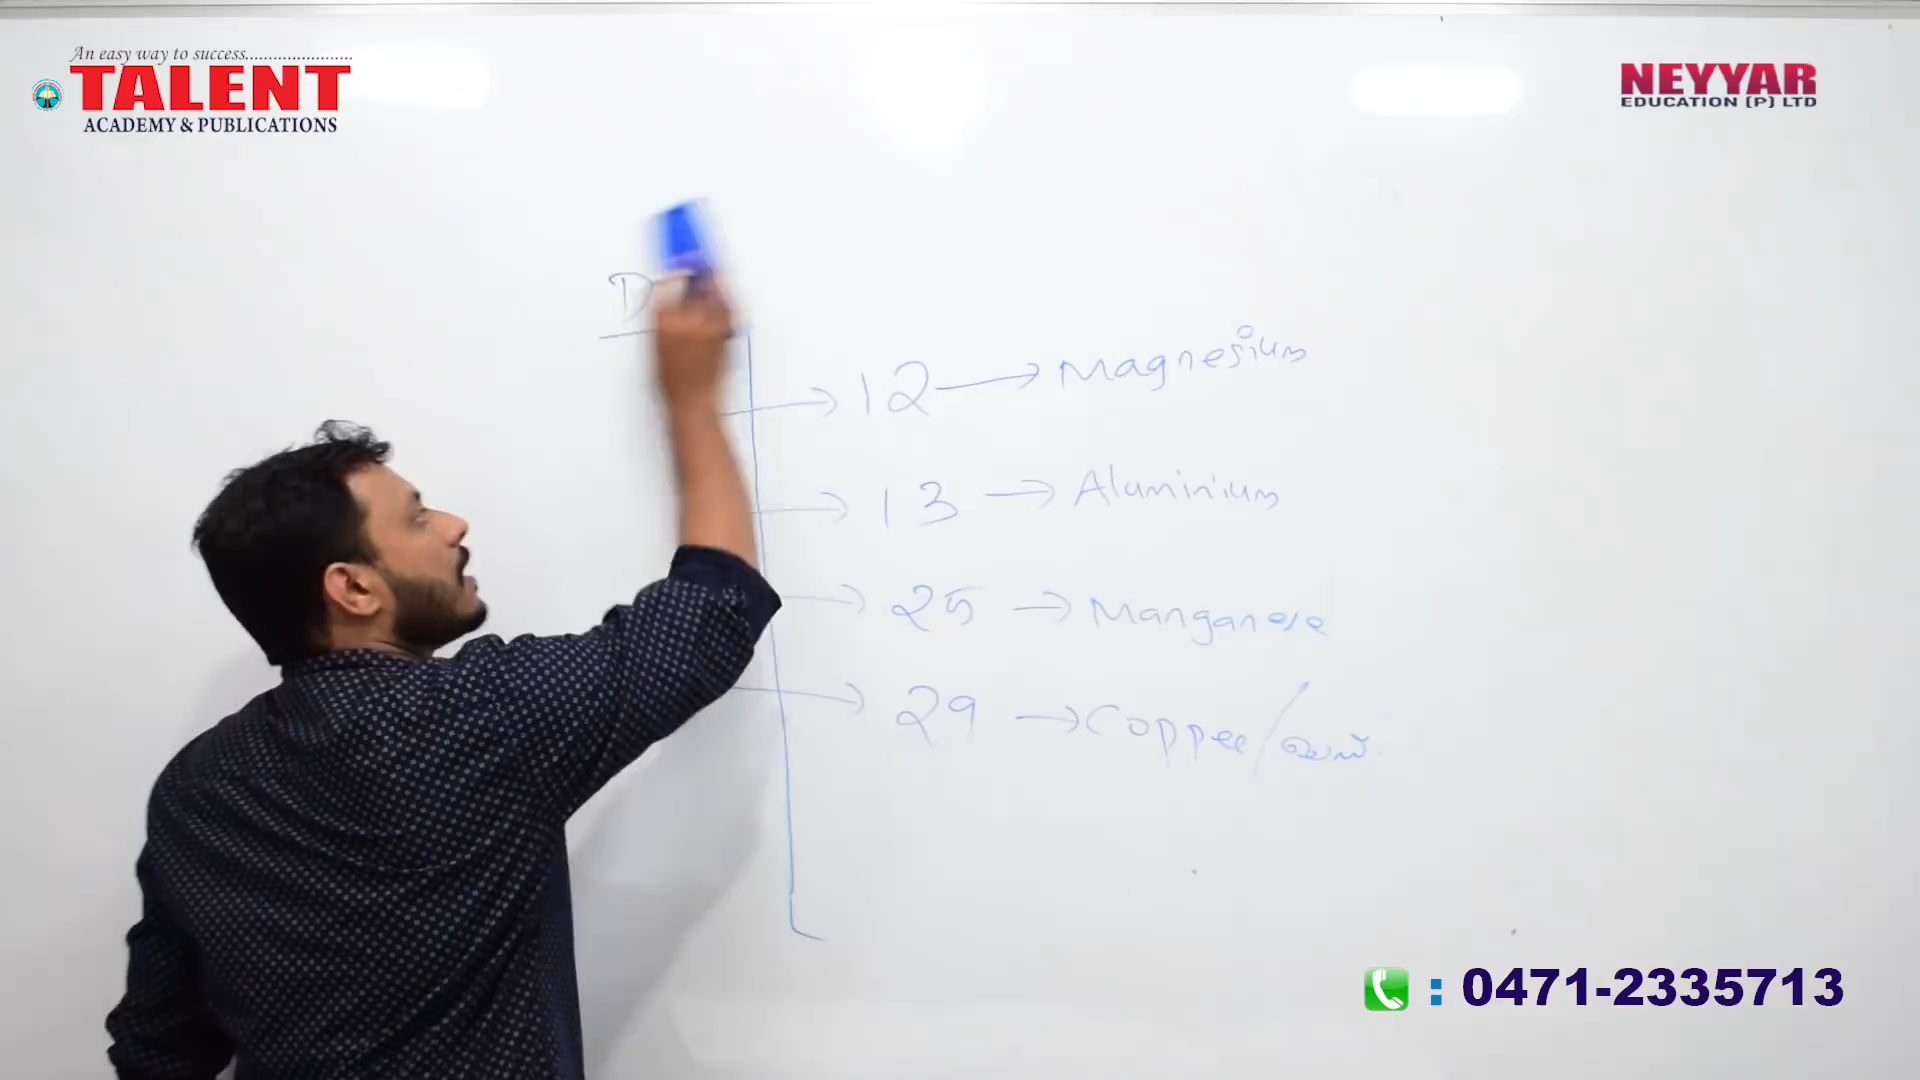 An easy way to success.......................
TALENT
ACADEMY & PUBLICATIONS
NEYYAR
EDUCATION (P) LTD
D
12 → Magnesium
13 → Aluminium
25 → Manganese
29 → Copper/
: 0471-2335713